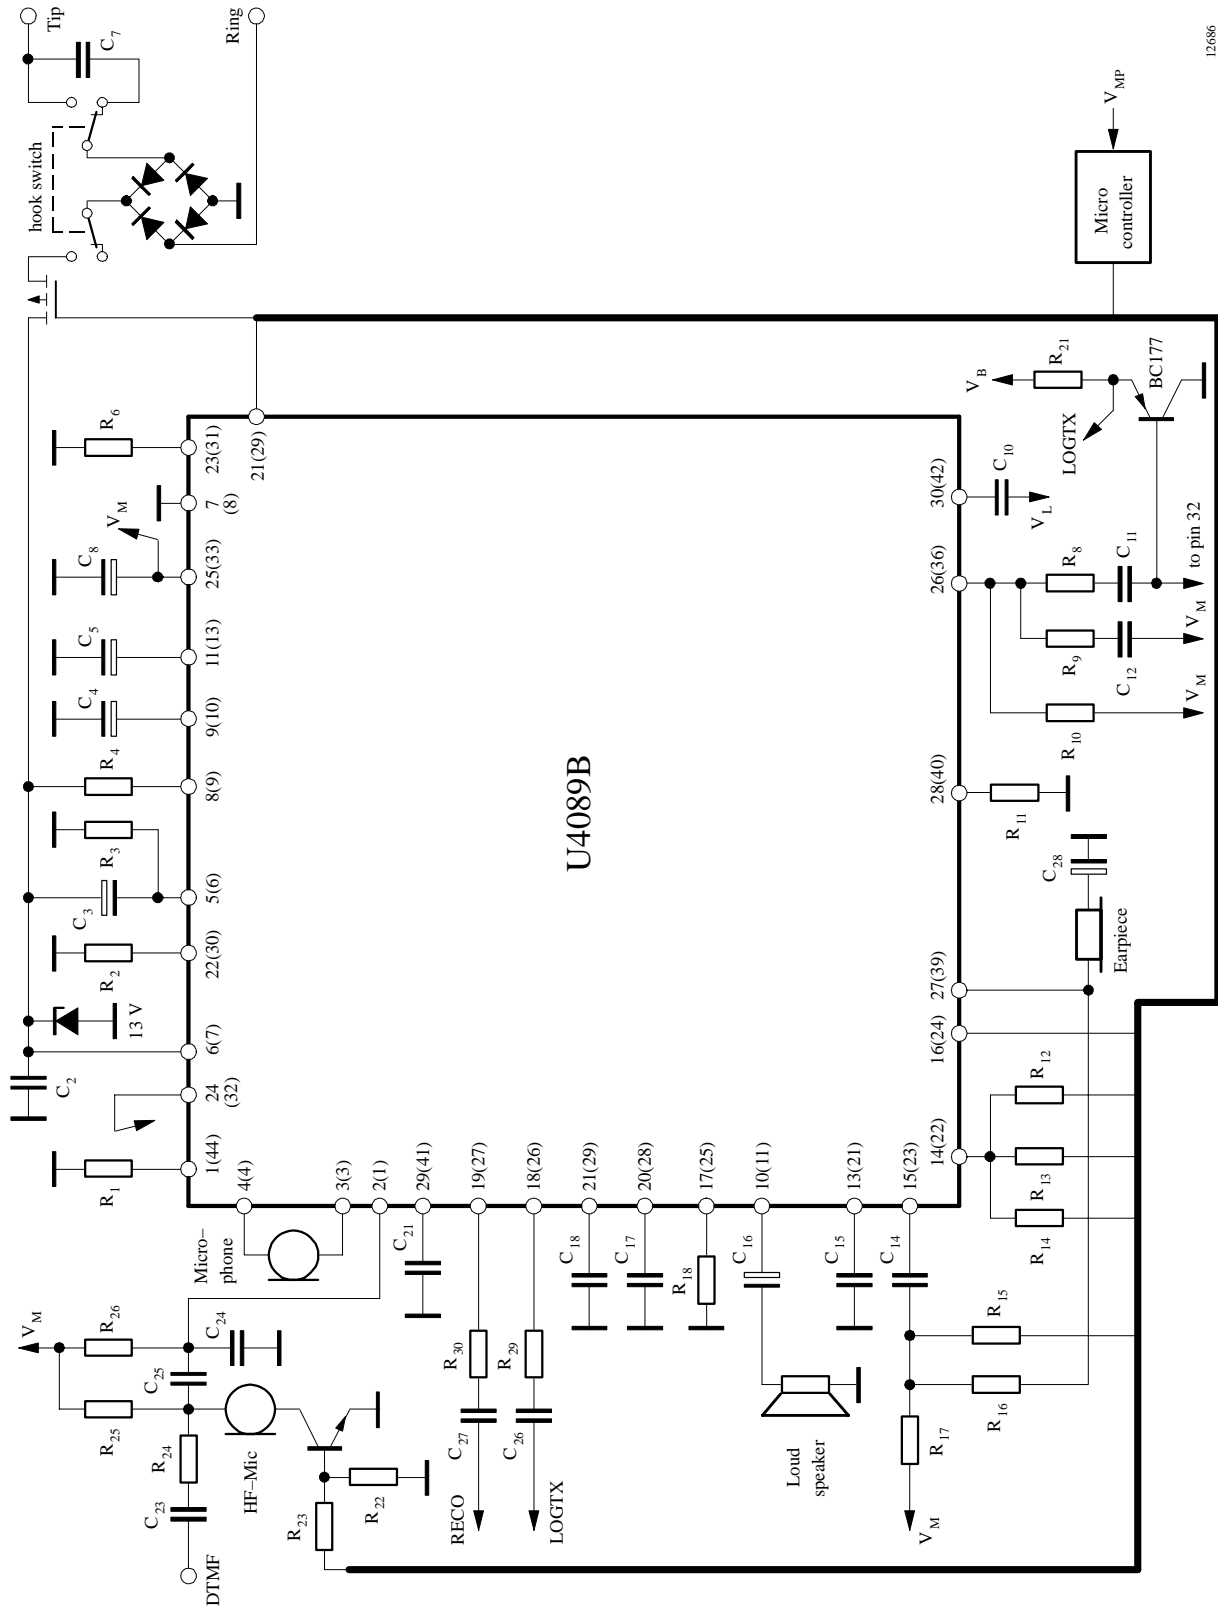 Tip
C7
Ring
hook switch
12686
VMP
Micro
controller
R6
23(31)
21(29)
7
(8)
VM
C8
25(33)
C5
11(13)
C4
9(10)
R4
8(9)
R3
C3
5(6)
R2
22(30)
13 V
6(7)
C2
24
(32)
R1
1(44)
U4089B
VB
R21
BC177
LOGTX
C10
30(42)
VL
26(36)
R8
C11
to pin 32
R9
C12
VM
R10
VM
28(40)
R11
C28
Earpiece
27(39)
16(24)
14(22)
R12
R13
R14
4(4)
3(3)
2(1)
29(41)
19(27)
18(26)
21(29)
20(28)
17(25)
10(11)
13(21)
15(23)
Micro–
phone
C21
C18
C17
R18
C16
C15
C14
R15
R16
R17
VM
VM
R26
C24
C25
R25
R24
C23
HF–Mic
R22
R23
DTMF
R30
R29
C27
C26
RECO
LOGTX
Loud
speaker